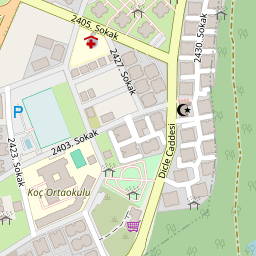 2405. Sokak
2430. Sokak
2427. Sokak
P
2403. Sokak
2423. Sokak
Dicle Caddesi
Koç Ortaokulu